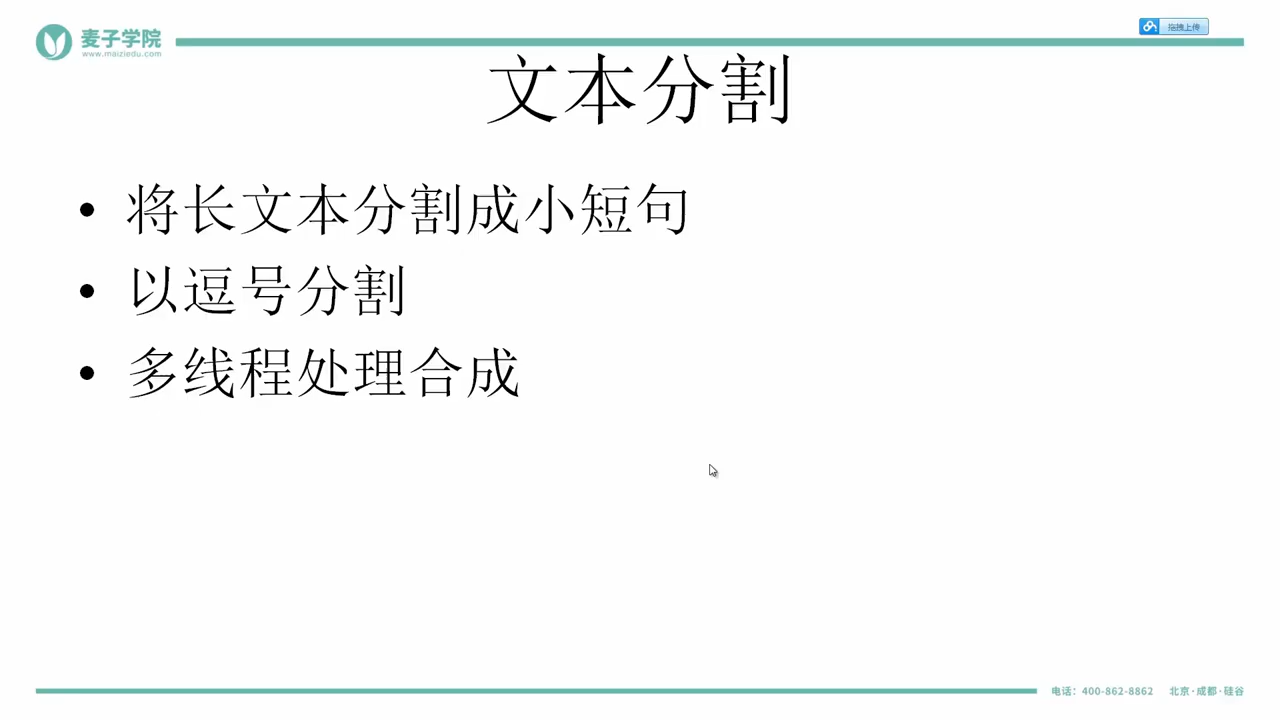 麦子学院
www.maiziedu.com
拖拽上传
文本分割
• 将长文本分割成小短句
• 以逗号分割
• 多线程处理合成
电话：400-862-8862 北京·成都·硅谷